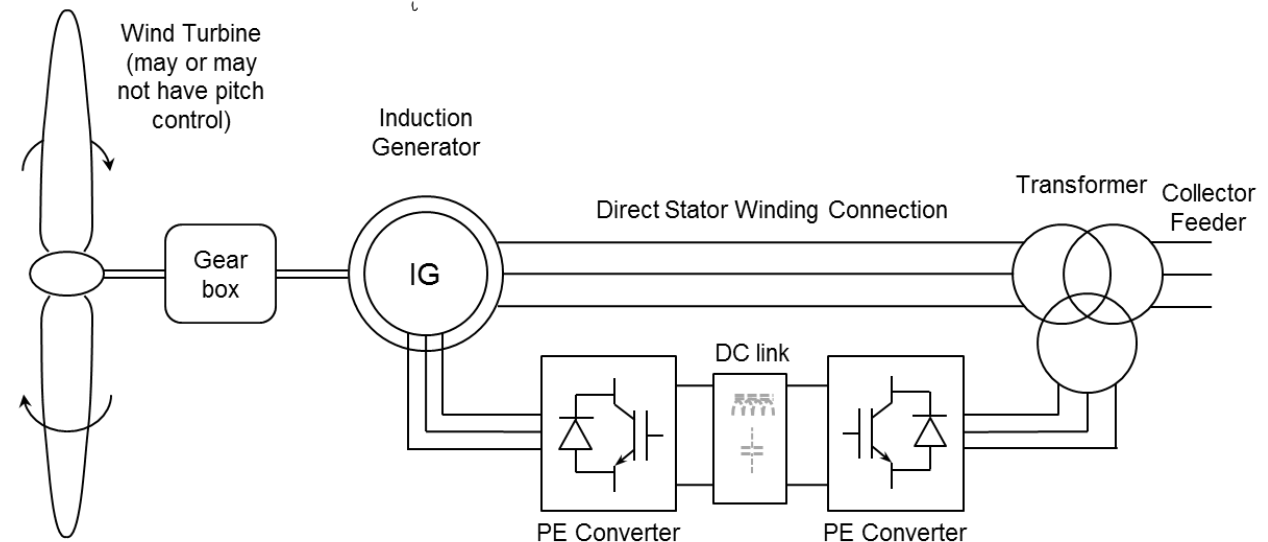 Wind Turbine
(may or may
not have pitch
control)
Induction
Generator
Direct Stator Winding Connection
Transformer
Collector
Feeder
Gear
box
IG
DC link
PE Converter
PE Converter